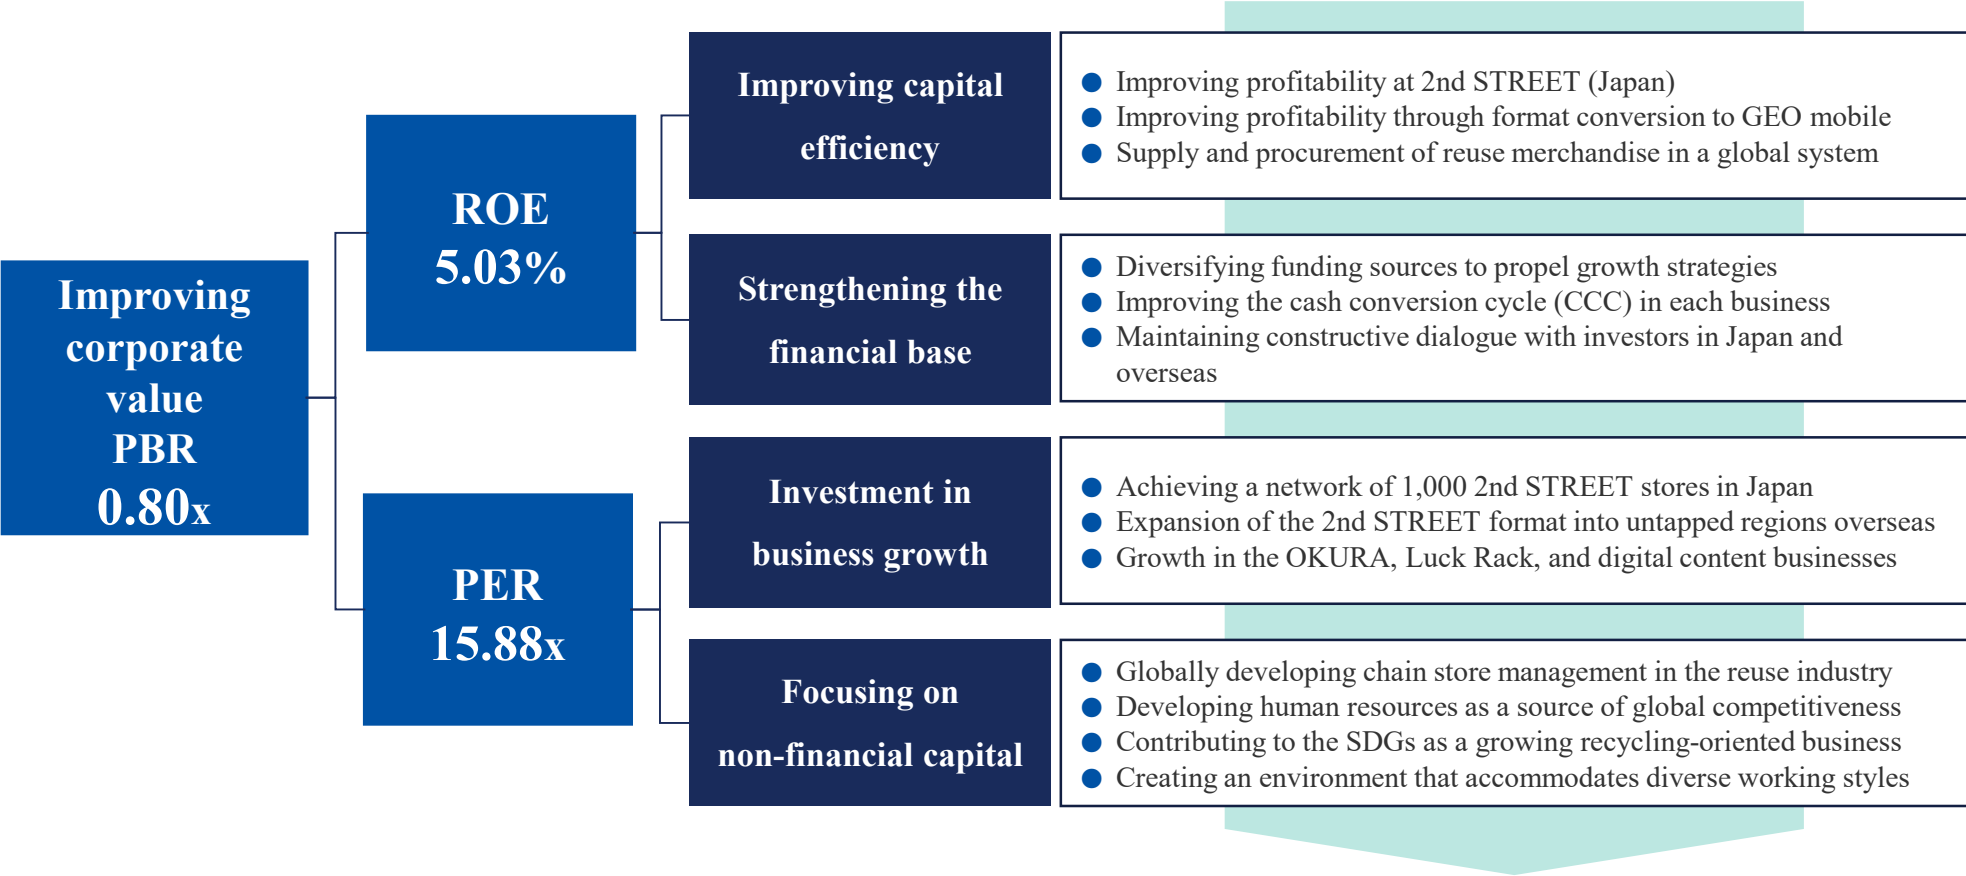 Improving
corporate
value
PBR
0.80x
ROE
5.03%
PER
15.88x
Improving capital
efficiency
● Improving profitability at 2nd STREET (Japan)
● Improving profitability through format conversion to GEO mobile
● Supply and procurement of reuse merchandise in a global system
Strengthening the
financial base
● Diversifying funding sources to propel growth strategies
● Improving the cash conversion cycle (CCC) in each business
● Maintaining constructive dialogue with investors in Japan and
overseas
Investment in
business growth
● Achieving a network of 1,000 2nd STREET stores in Japan
● Expansion of the 2nd STREET format into untapped regions overseas
● Growth in the OKURA, Luck Rack, and digital content businesses
Focusing on
non-financial capital
● Globally developing chain store management in the reuse industry
● Developing human resources as a source of global competitiveness
● Contributing to the SDGs as a growing recycling-oriented business
● Creating an environment that accommodates diverse working styles